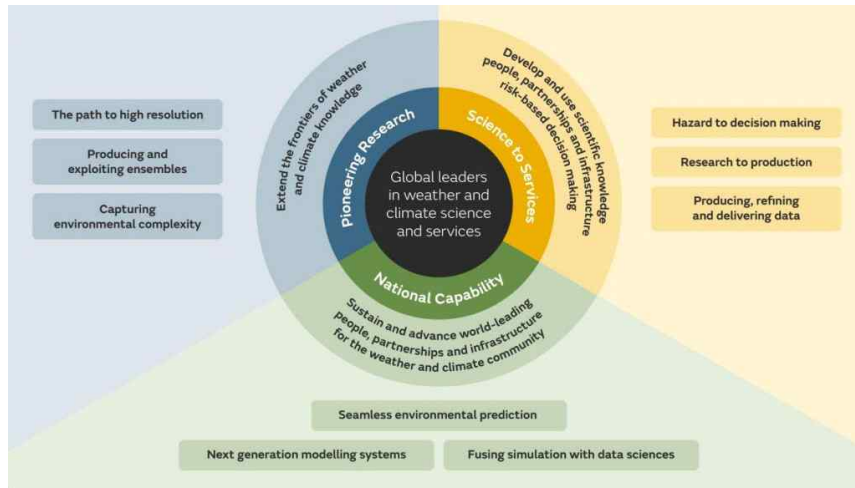 Global leaders
in weather and
climate science
and services
Pioneering Research
Extend the frontiers of weather
and climate knowledge
The path to high resolution
Producing and
exploiting ensembles
Capturing
environmental complexity
Science to Services
Develop and use scientific knowledge
people, partnerships and infrastructure
risk-based decision making
Hazard to decision making
Research to production
Producing, refining
and delivering data
National Capability
Sustain and advance world-leading
people, partnerships and infrastructure
for the weather and climate community
Seamless environmental prediction
Next generation modelling systems
Fusing simulation with data sciences